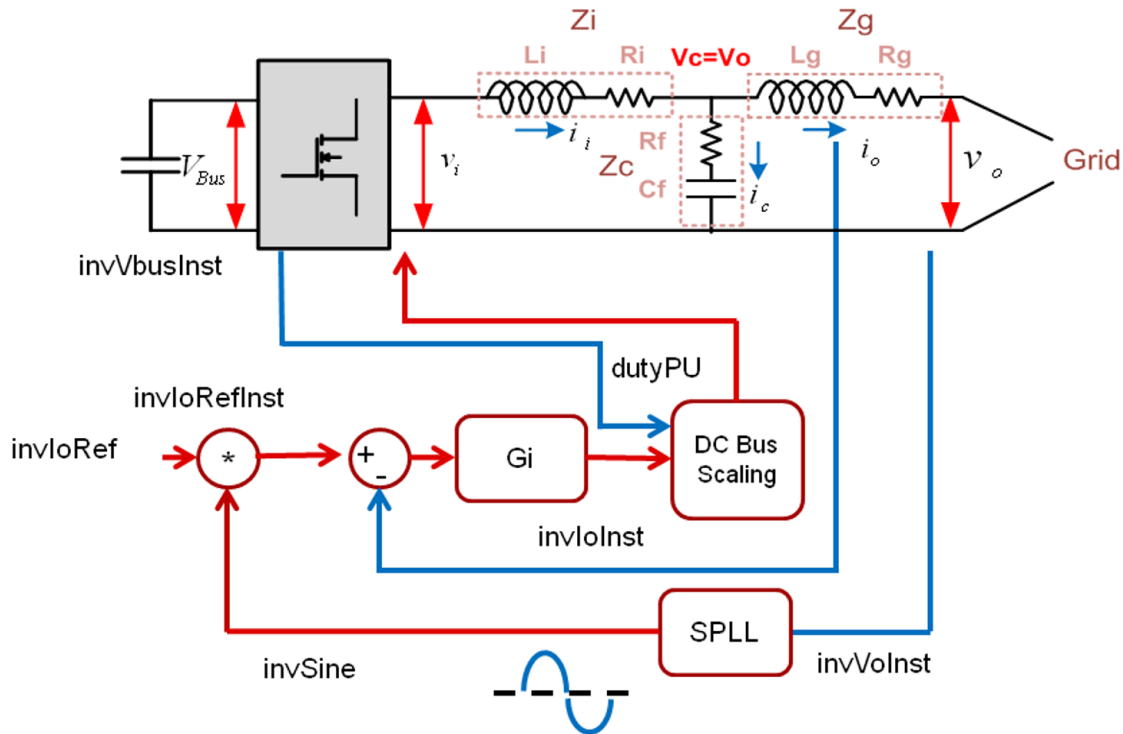 Zi
Zg
Li
Ri
Vc=Vo
Lg
Rg
i i
Rf
Zc
Cf
i c
i o
V Bus
v i
v o
Grid
invVbusInst
dutyPU
invIoRefInst
invIoRef
*
+
-
Gi
DC Bus
Scaling
invIoInst
SPLL
invSine
invVoInst